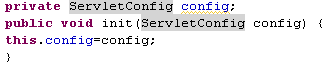 private ServletConfig config;
public void init(ServletConfig config) {
this.config=config;
}